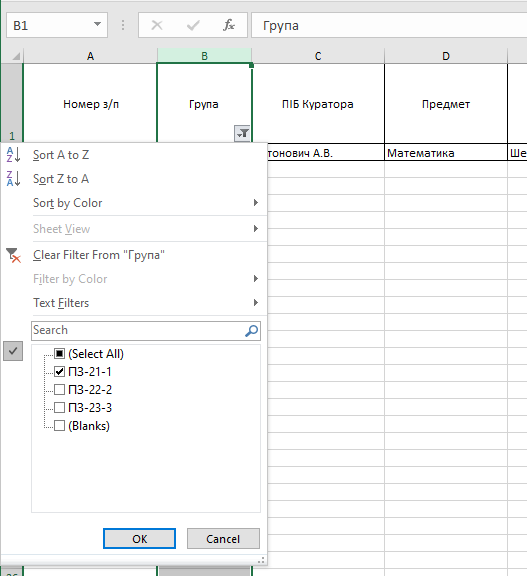 B1
fx
Група
A B C D
Номер з/п
Група
ПІБ Куратора
Предмет
1
тонович А.В.
Математика
Ше
Sort A to Z
Sort Z to A
Sort by Color
Sheet View
Clear Filter From "Група"
Filter by Color
Text Filters
Search
(Select All)
ПЗ-21-1
ПЗ-22-2
ПЗ-23-3
(Blanks)
OK
Cancel